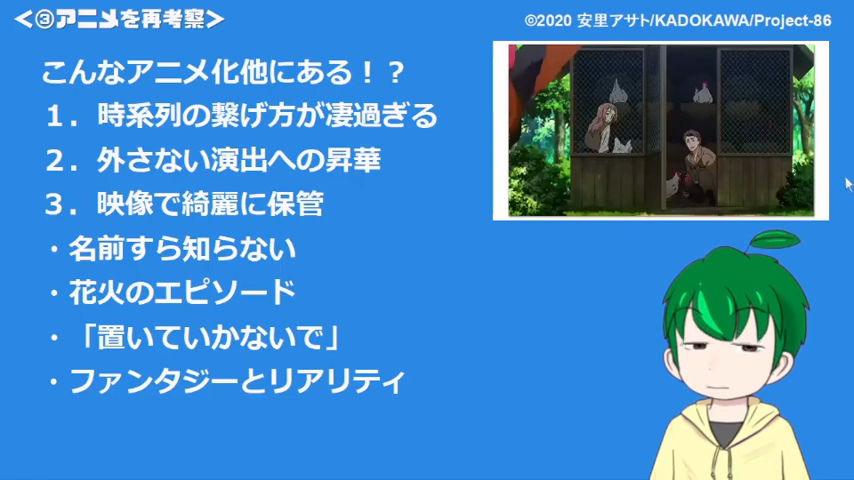 ＜③アニメを再考察＞
©2020 安里アサト/KADOKAWA/Project-86
こんなアニメ化他にある！？
１．時系列の繋げ方が凄過ぎる
２．外さない演出への昇華
３．映像で綺麗に保管
・名前すら知らない
・花火のエピソード
・「置いていかないで」
・ファンタジーとリアリティ